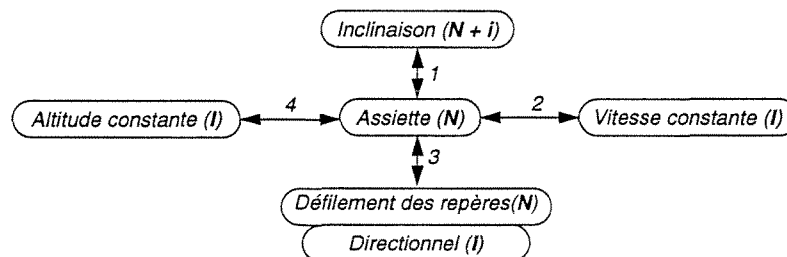 Inclinaison (N + i)
1
Altitude constante (I)
4
Assiette (N)
2
Vitesse constante (I)
3
Défilement des repères(N)
Directionnel (I)